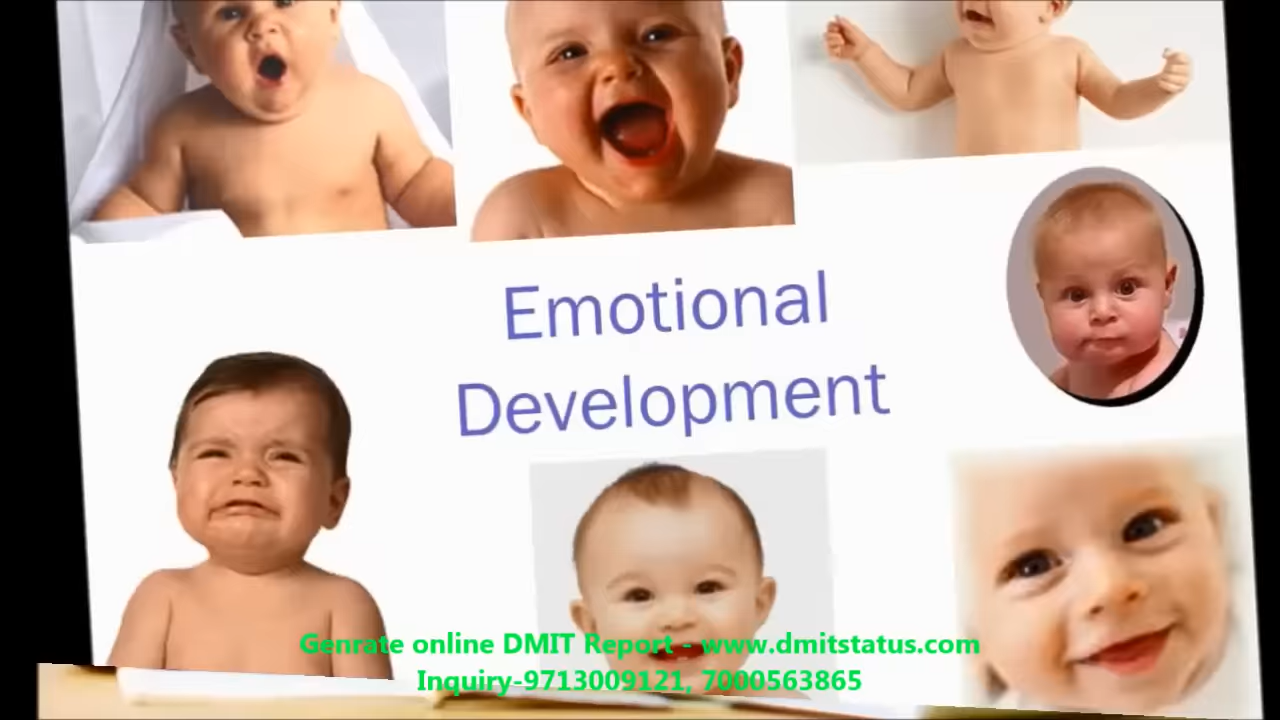 Emotional
Development
Genrate online DMIT Report - www.dmitstatus.com
Inquiry-9713009121, 7000563865